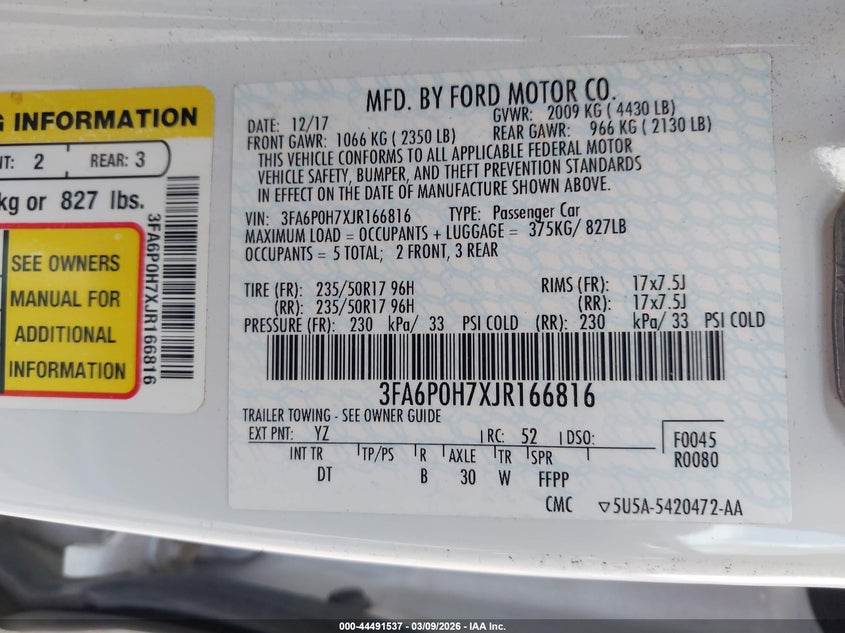 G INFORMATION
NT: 2 REAR: 3
kg or 827 lbs.
SEE OWNERS
MANUAL FOR
ADDITIONAL
INFORMATION
3FA6P0H7XJR166816
MFD. BY FORD MOTOR CO.
DATE: 12/17 GVWR: 2009 KG ( 4430 LB)
FRONT GAWR: 1066 KG ( 2350 LB) REAR GAWR: 966 KG ( 2130 LB)
THIS VEHICLE CONFORMS TO ALL APPLICABLE FEDERAL MOTOR
VEHICLE SAFETY, BUMPER, AND THEFT PREVENTION STANDARDS
IN EFFECT ON THE DATE OF MANUFACTURE SHOWN ABOVE.
VIN: 3FA6P0H7XJR166816 TYPE: Passenger Car
MAXIMUM LOAD = OCCUPANTS + LUGGAGE = 375KG/ 827LB
OCCUPANTS = 5 TOTAL; 2 FRONT, 3 REAR
TIRE (FR): 235/50R17 96H RIMS (FR): 17x7.5J
(RR): 235/50R17 96H (RR): 17x7.5J
PRESSURE (FR): 230 kPa/ 33 PSI COLD (RR): 230 kPa/ 33 PSI COLD
3FA6P0H7XJR166816
TRAILER TOWING - SEE OWNER GUIDE
EXT PNT: YZ RC: 52 DSO: F0045
INT TR TP/PS R AXLE TR SPR R0080
DT B 30 W FFPP
CMC ▽5U5A-5420472-AA
000-44491537 - 03/09/2026 - IAA Inc.